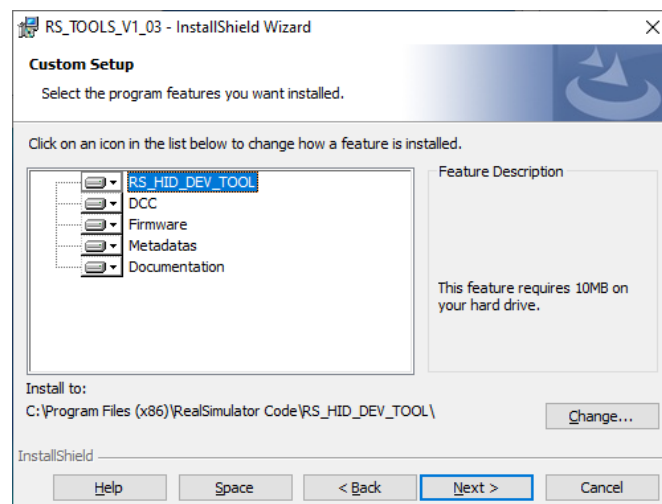 RS_TOOLS_V1_03 - InstallShield Wizard
Custom Setup
Select the program features you want installed.
Click on an icon in the list below to change how a feature is installed.
RS_HID_DEV_TOOL
DCC
Firmware
Metadatas
Documentation
Feature Description
This feature requires 10MB on
your hard drive.
Install to:
C:\Program Files (x86)\RealSimulator Code\RS_HID_DEV_TOOL\
Change...
InstallShield
Help
Space
< Back
Next >
Cancel